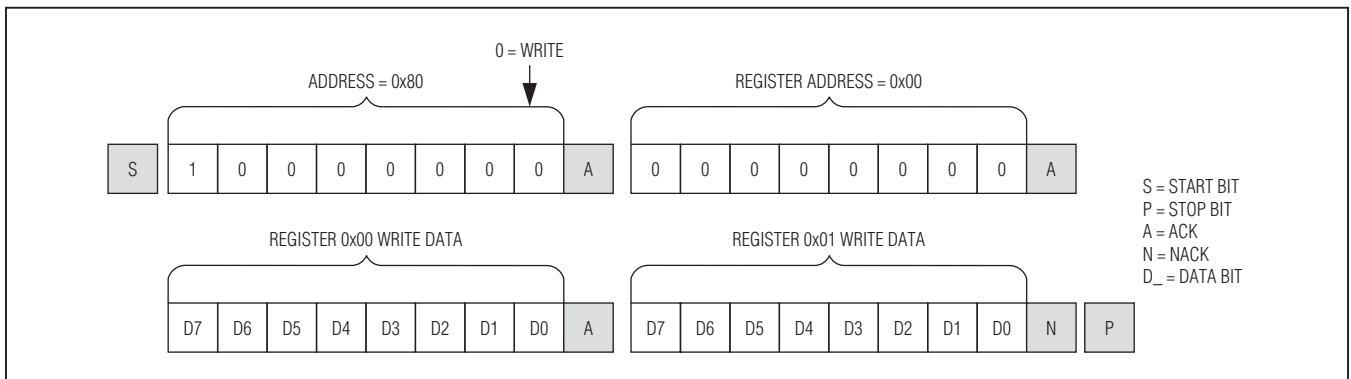 0 = WRITE
ADDRESS = 0x80
REGISTER ADDRESS = 0x00
S 1 0 0 0 0 0 0 0 A 0 0 0 0 0 0 0 0 A
REGISTER 0x00 WRITE DATA
REGISTER 0x01 WRITE DATA
D7 D6 D5 D4 D3 D2 D1 D0 A D7 D6 D5 D4 D3 D2 D1 D0 N P
S = START BIT
P = STOP BIT
A = ACK
N = NACK
D_ = DATA BIT